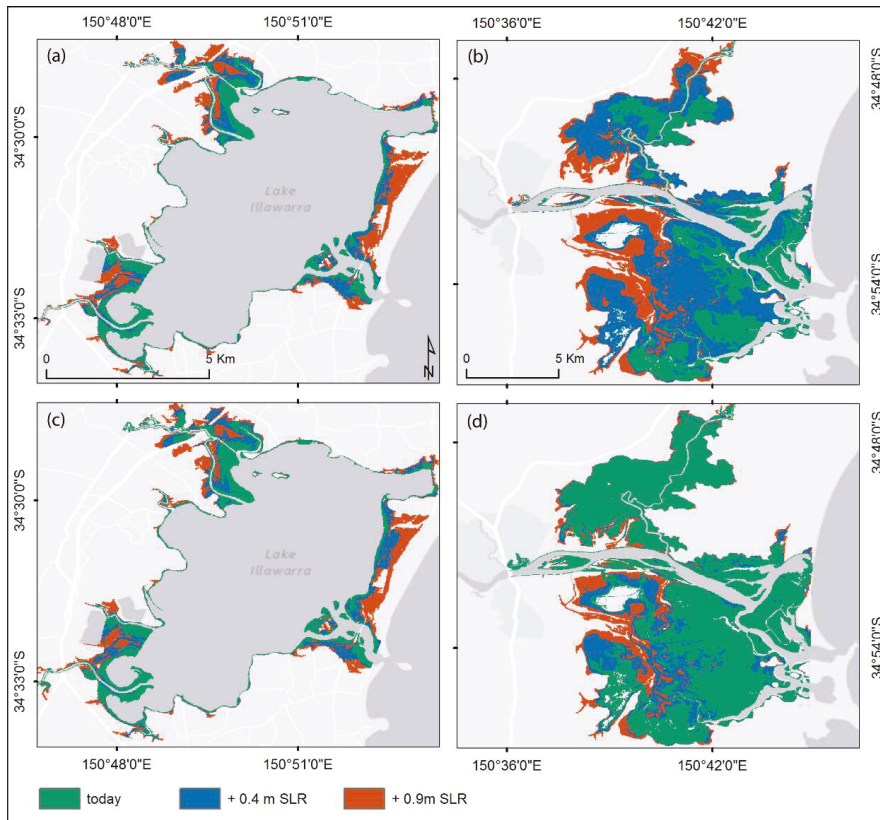 150°48'0"E 150°51'0"E 150°36'0"E 150°42'0"E
(a) (b)
34°30'0"S 34°48'0"S
Lake
Illawarra
34°33'0"S 34°54'0"S
0 5 Km 0 5 Km
N
(c) (d)
34°30'0"S 34°48'0"S
Lake
Illawarra
34°33'0"S 34°54'0"S
150°48'0"E 150°51'0"E 150°36'0"E 150°42'0"E
today + 0.4 m SLR + 0.9m SLR